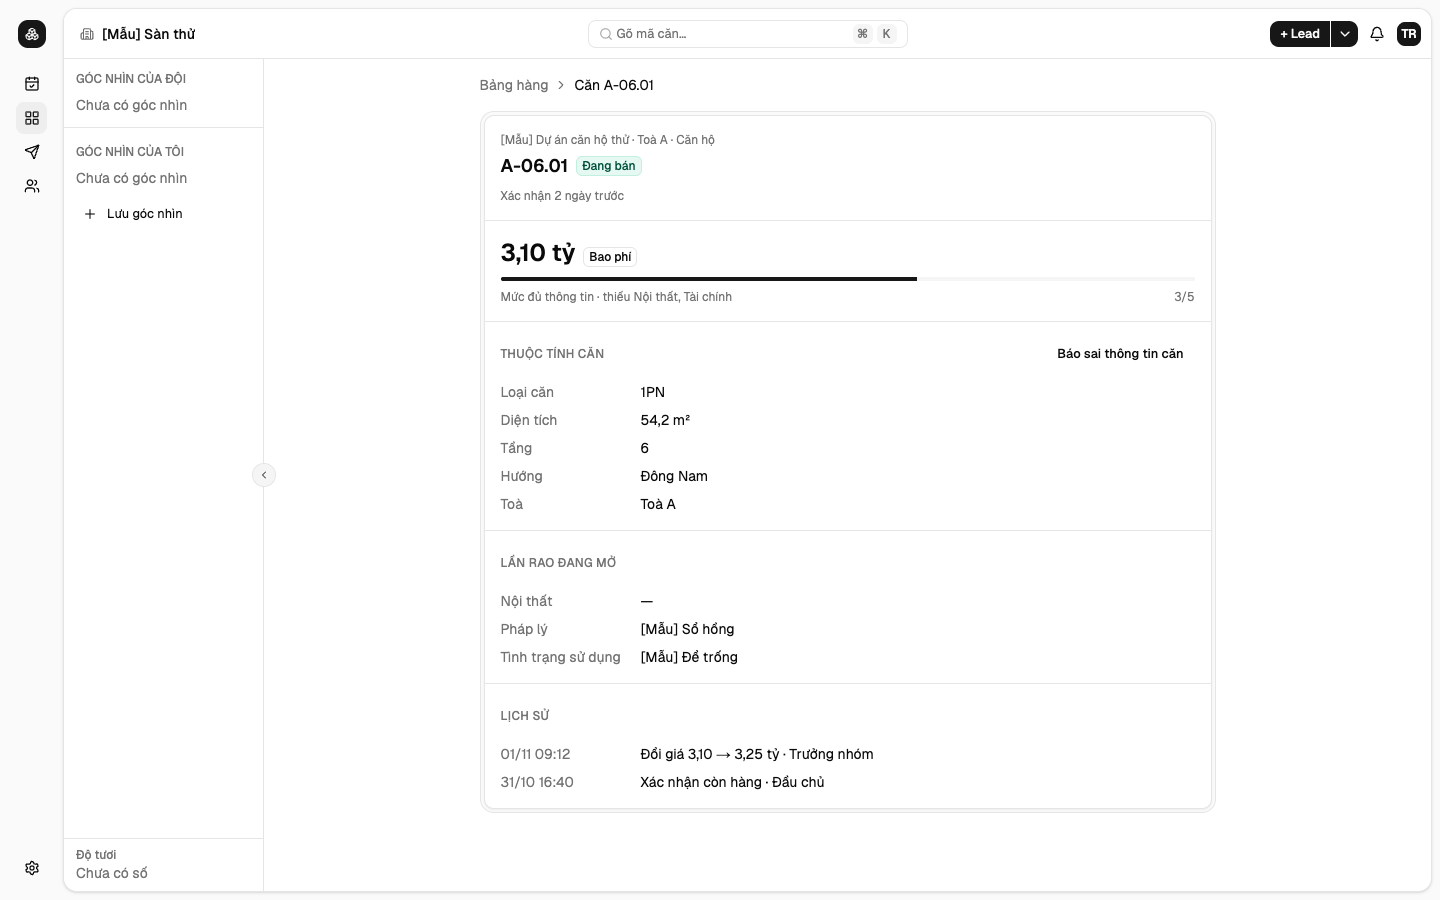 [Mẫu] Sàn thử
Gõ mã căn...
⌘ K
+ Lead
TR
GÓC NHÌN CỦA ĐỘI
Chưa có góc nhìn
GÓC NHÌN CỦA TÔI
Chưa có góc nhìn
Lưu góc nhìn
Độ tươi
Chưa có số
Bảng hàng > Căn A-06.01
[Mẫu] Dự án căn hộ thử · Toà A · Căn hộ
A-06.01 Đang bán
Xác nhận 2 ngày trước
3,10 tỷ Bao phí
Mức đủ thông tin · thiếu Nội thất, Tài chính 3/5
THUỘC TÍNH CĂN Báo sai thông tin căn
Loại căn 1PN
Diện tích 54,2 m²
Tầng 6
Hướng Đông Nam
Toà Toà A
LẦN RAO ĐANG MỞ
Nội thất —
Pháp lý [Mẫu] Sổ hồng
Tình trạng sử dụng [Mẫu] Để trống
LỊCH SỬ
01/11 09:12 Đổi giá 3,10 → 3,25 tỷ · Trưởng nhóm
31/10 16:40 Xác nhận còn hàng · Đầu chủ